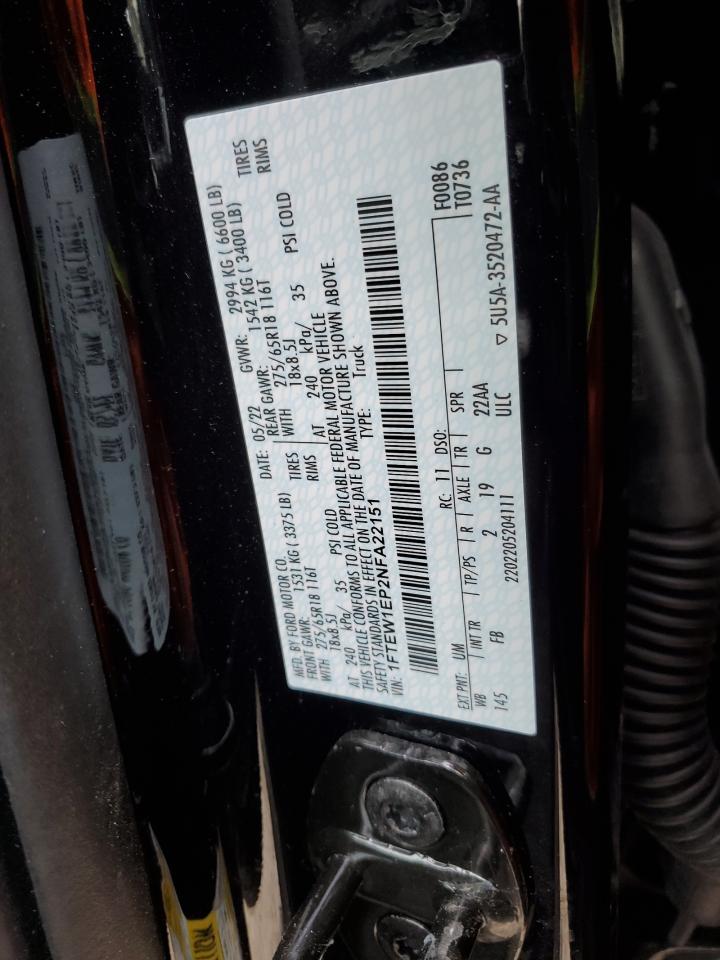 MFD. BY FORD MOTOR CO.
DATE: 05/22
GVWR: 2994 KG ( 6600 LB)
FRONT GAWR: 1531 KG ( 3375 LB)
REAR GAWR: 1542 KG ( 3400 LB)
WITH 275/65R18 116T TIRES
WITH 275/65R18 116T TIRES
18x8.5J RIMS
18x8.5J RIMS
AT 240 kPa/ 35 PSI COLD
AT 240 kPa/ 35 PSI COLD
THIS VEHICLE CONFORMS TO ALL APPLICABLE FEDERAL MOTOR VEHICLE
SAFETY STANDARDS IN EFFECT ON THE DATE OF MANUFACTURE SHOWN ABOVE.
VIN: 1FTEW1EP2NFA22151
TYPE: Truck
F0086
T0736
EXT PNT: UM RC: 11 DSO:
WB INT TR TP/PS R AXLE TR SPR
145 FB 2 19 G 22AA
2202205204111 ULC
▽ 5U5A-3520472-AA